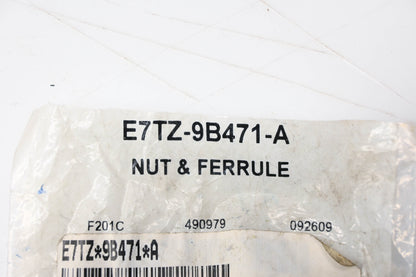 E7TZ-9B471-A
NUT & FERRULE
F201C 490979 092609
E7TZ*9B471*A